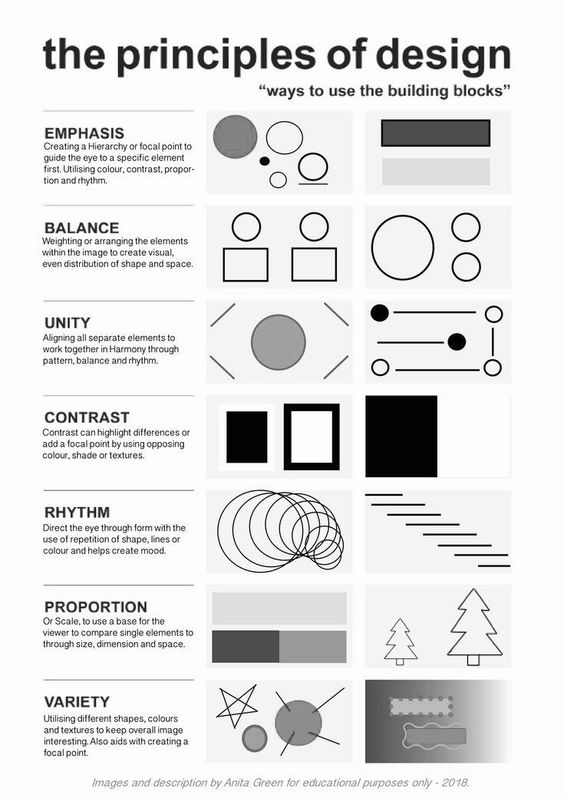 the principles of design
“ways to use the building blocks”
EMPHASIS
Creating a Hierarchy or focal point to
guide the eye to a specific element
first. Utilising colour, contrast, propor-
tion and rhythm.
BALANCE
Weighting or arranging the elements
within the image to create visual,
even distribution of shape and space.
UNITY
Aligning all separate elements to
work together in Harmony through
pattern, balance and rhythm.
CONTRAST
Contrast can highlight differences or
add a focal point by using opposing
colour, shade or textures.
RHYTHM
Direct the eye through form with the
use of repetition of shape, lines or
colour and helps create mood.
PROPORTION
Or Scale, to use a base for the
viewer to compare single elements to
through size, dimension and space.
VARIETY
Utilising different shapes, colours
and textures to keep overall image
interesting. Also aids with creating a
focal point.
Images and description by Anita Green for educational purposes only - 2018.